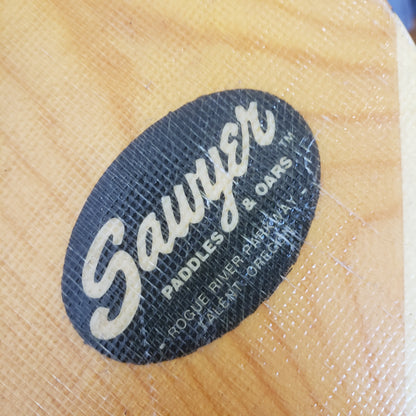 Sawyer
PADDLES & OARS™
- ROGUE RIVER PARKWAY -
TALENT, OREGON